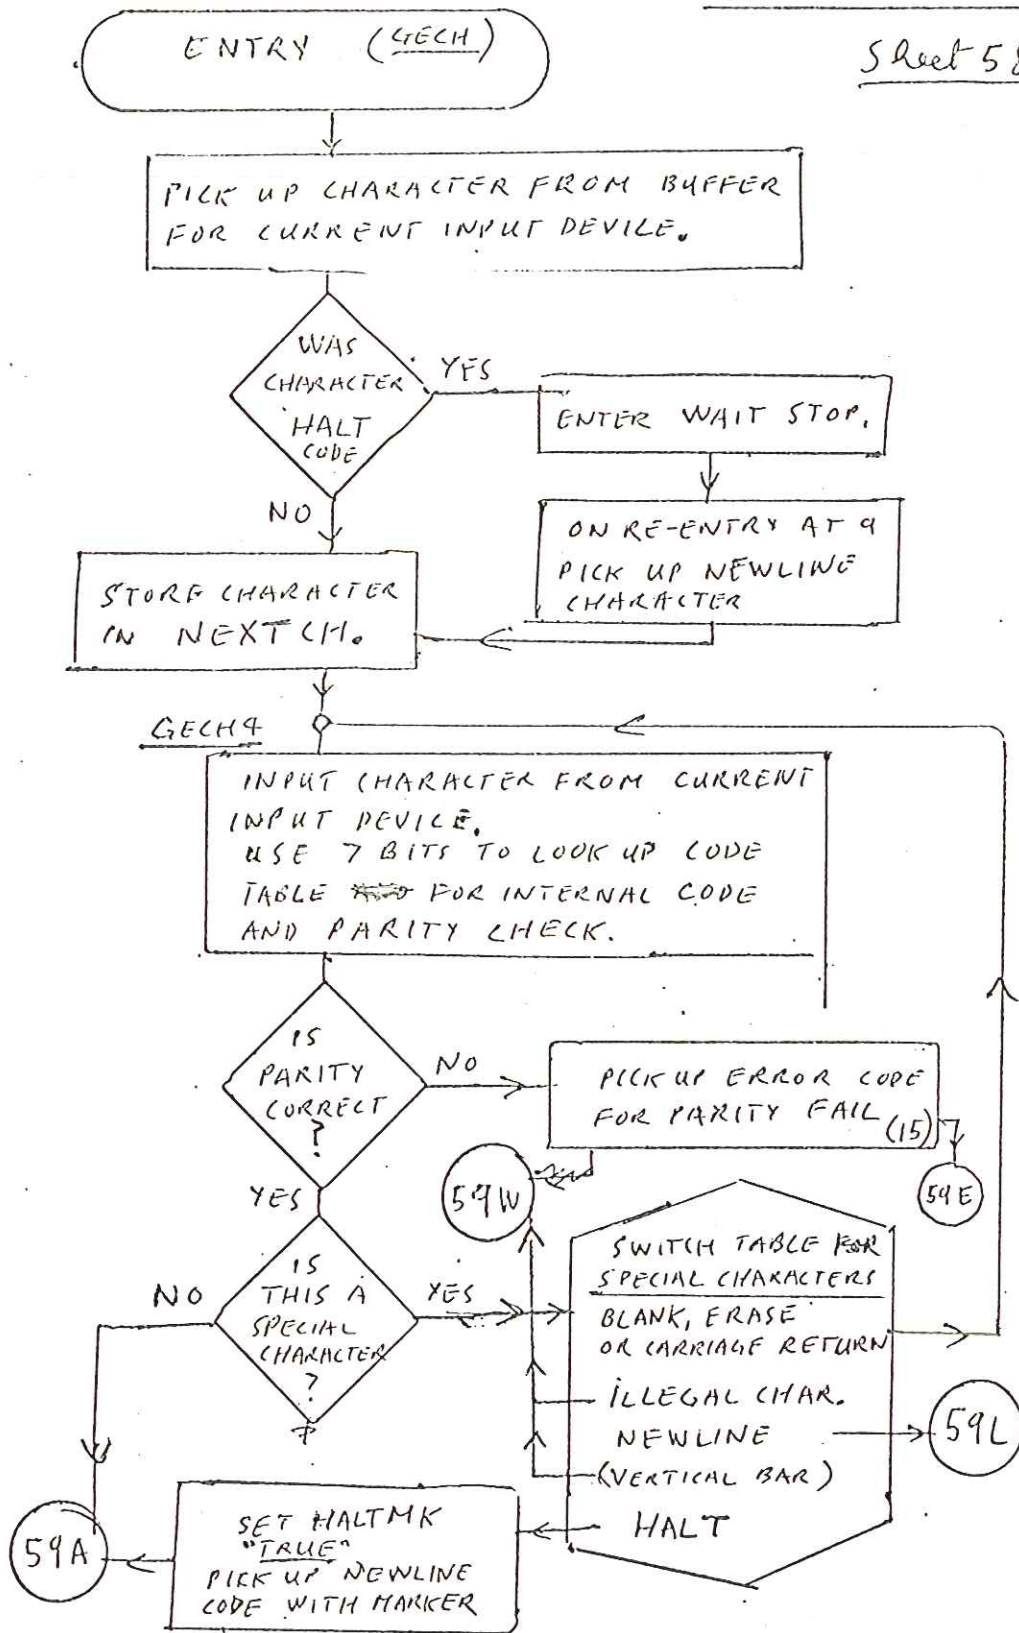 ENTRY (GECH)
Sheet 58
PICK UP CHARACTER FROM BUFFER
FOR CURRENT INPUT DEVICE.
WAS
CHARACTER
HALT
CODE
YES
ENTER WAIT STOP.
NO
ON RE-ENTRY AT 9
PICK UP NEWLINE
CHARACTER
STORE CHARACTER
IN NEXT CH.
GECH4
INPUT CHARACTER FROM CURRENT
INPUT DEVICE.
USE 7 BITS TO LOOK UP CODE
TABLE FOR INTERNAL CODE
AND PARITY CHECK.
IS
PARITY
CORRECT
?
NO
PICK UP ERROR CODE
FOR PARITY FAIL (15)
59W
59E
YES
IS
THIS A
SPECIAL
CHARACTER
?
NO
YES
SWITCH TABLE FOR
SPECIAL CHARACTERS
BLANK, ERASE
OR CARRIAGE RETURN
ILLEGAL CHAR.
NEWLINE
59L
(VERTICAL BAR)
HALT
SET HALTMK
"TRUE"
PICK UP NEWLINE
CODE WITH MARKER
59A